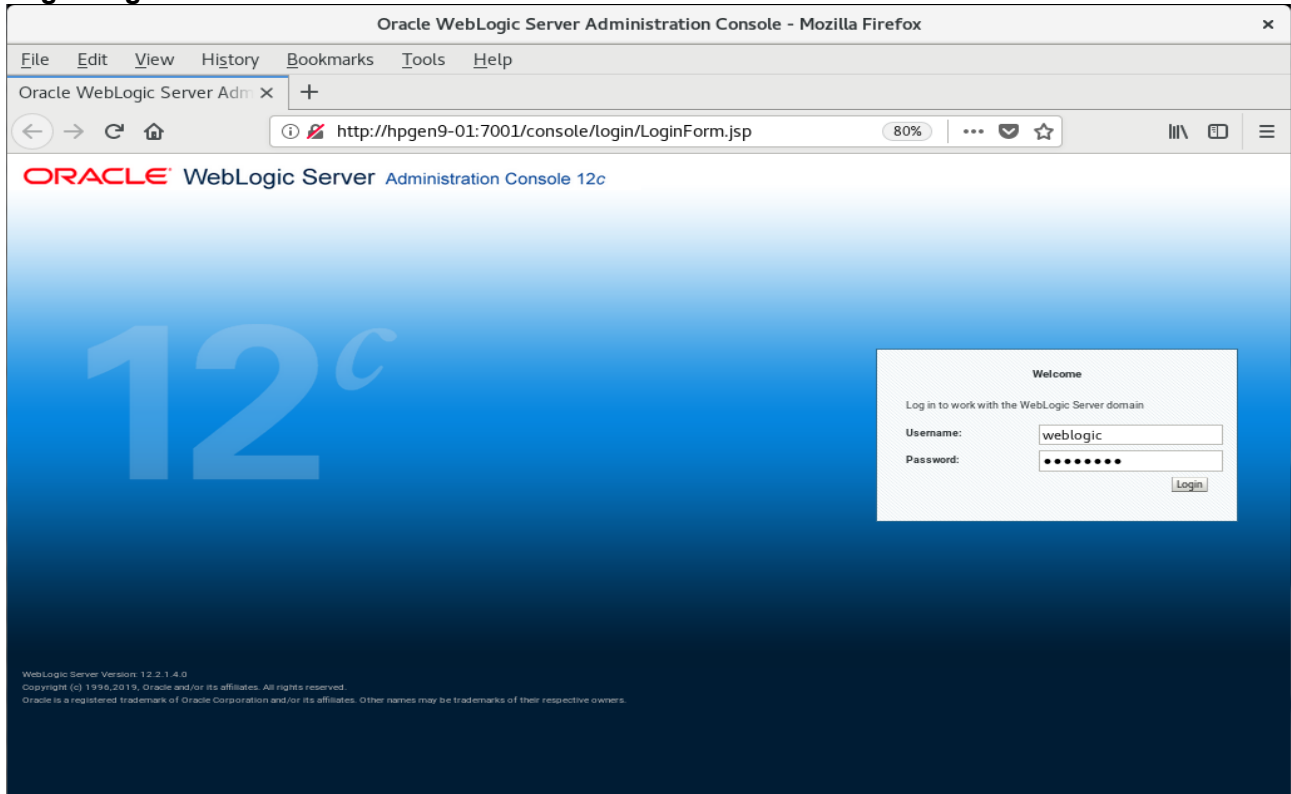 Oracle WebLogic Server Administration Console - Mozilla Firefox ×
File Edit View History Bookmarks Tools Help
Oracle WebLogic Server Adm × +
http://hpgen9-01:7001/console/login/LoginForm.jsp 80%
ORACLE WebLogic Server Administration Console 12c
12c
Welcome
Log in to work with the WebLogic Server domain
Username: weblogic
Password: ••••••••
Login
WebLogic Server Version: 12.2.1.4.0
Copyright (c) 1996,2019, Oracle and/or its affiliates. All rights reserved.
Oracle is a registered trademark of Oracle Corporation and/or its affiliates. Other names may be trademarks of their respective owners.